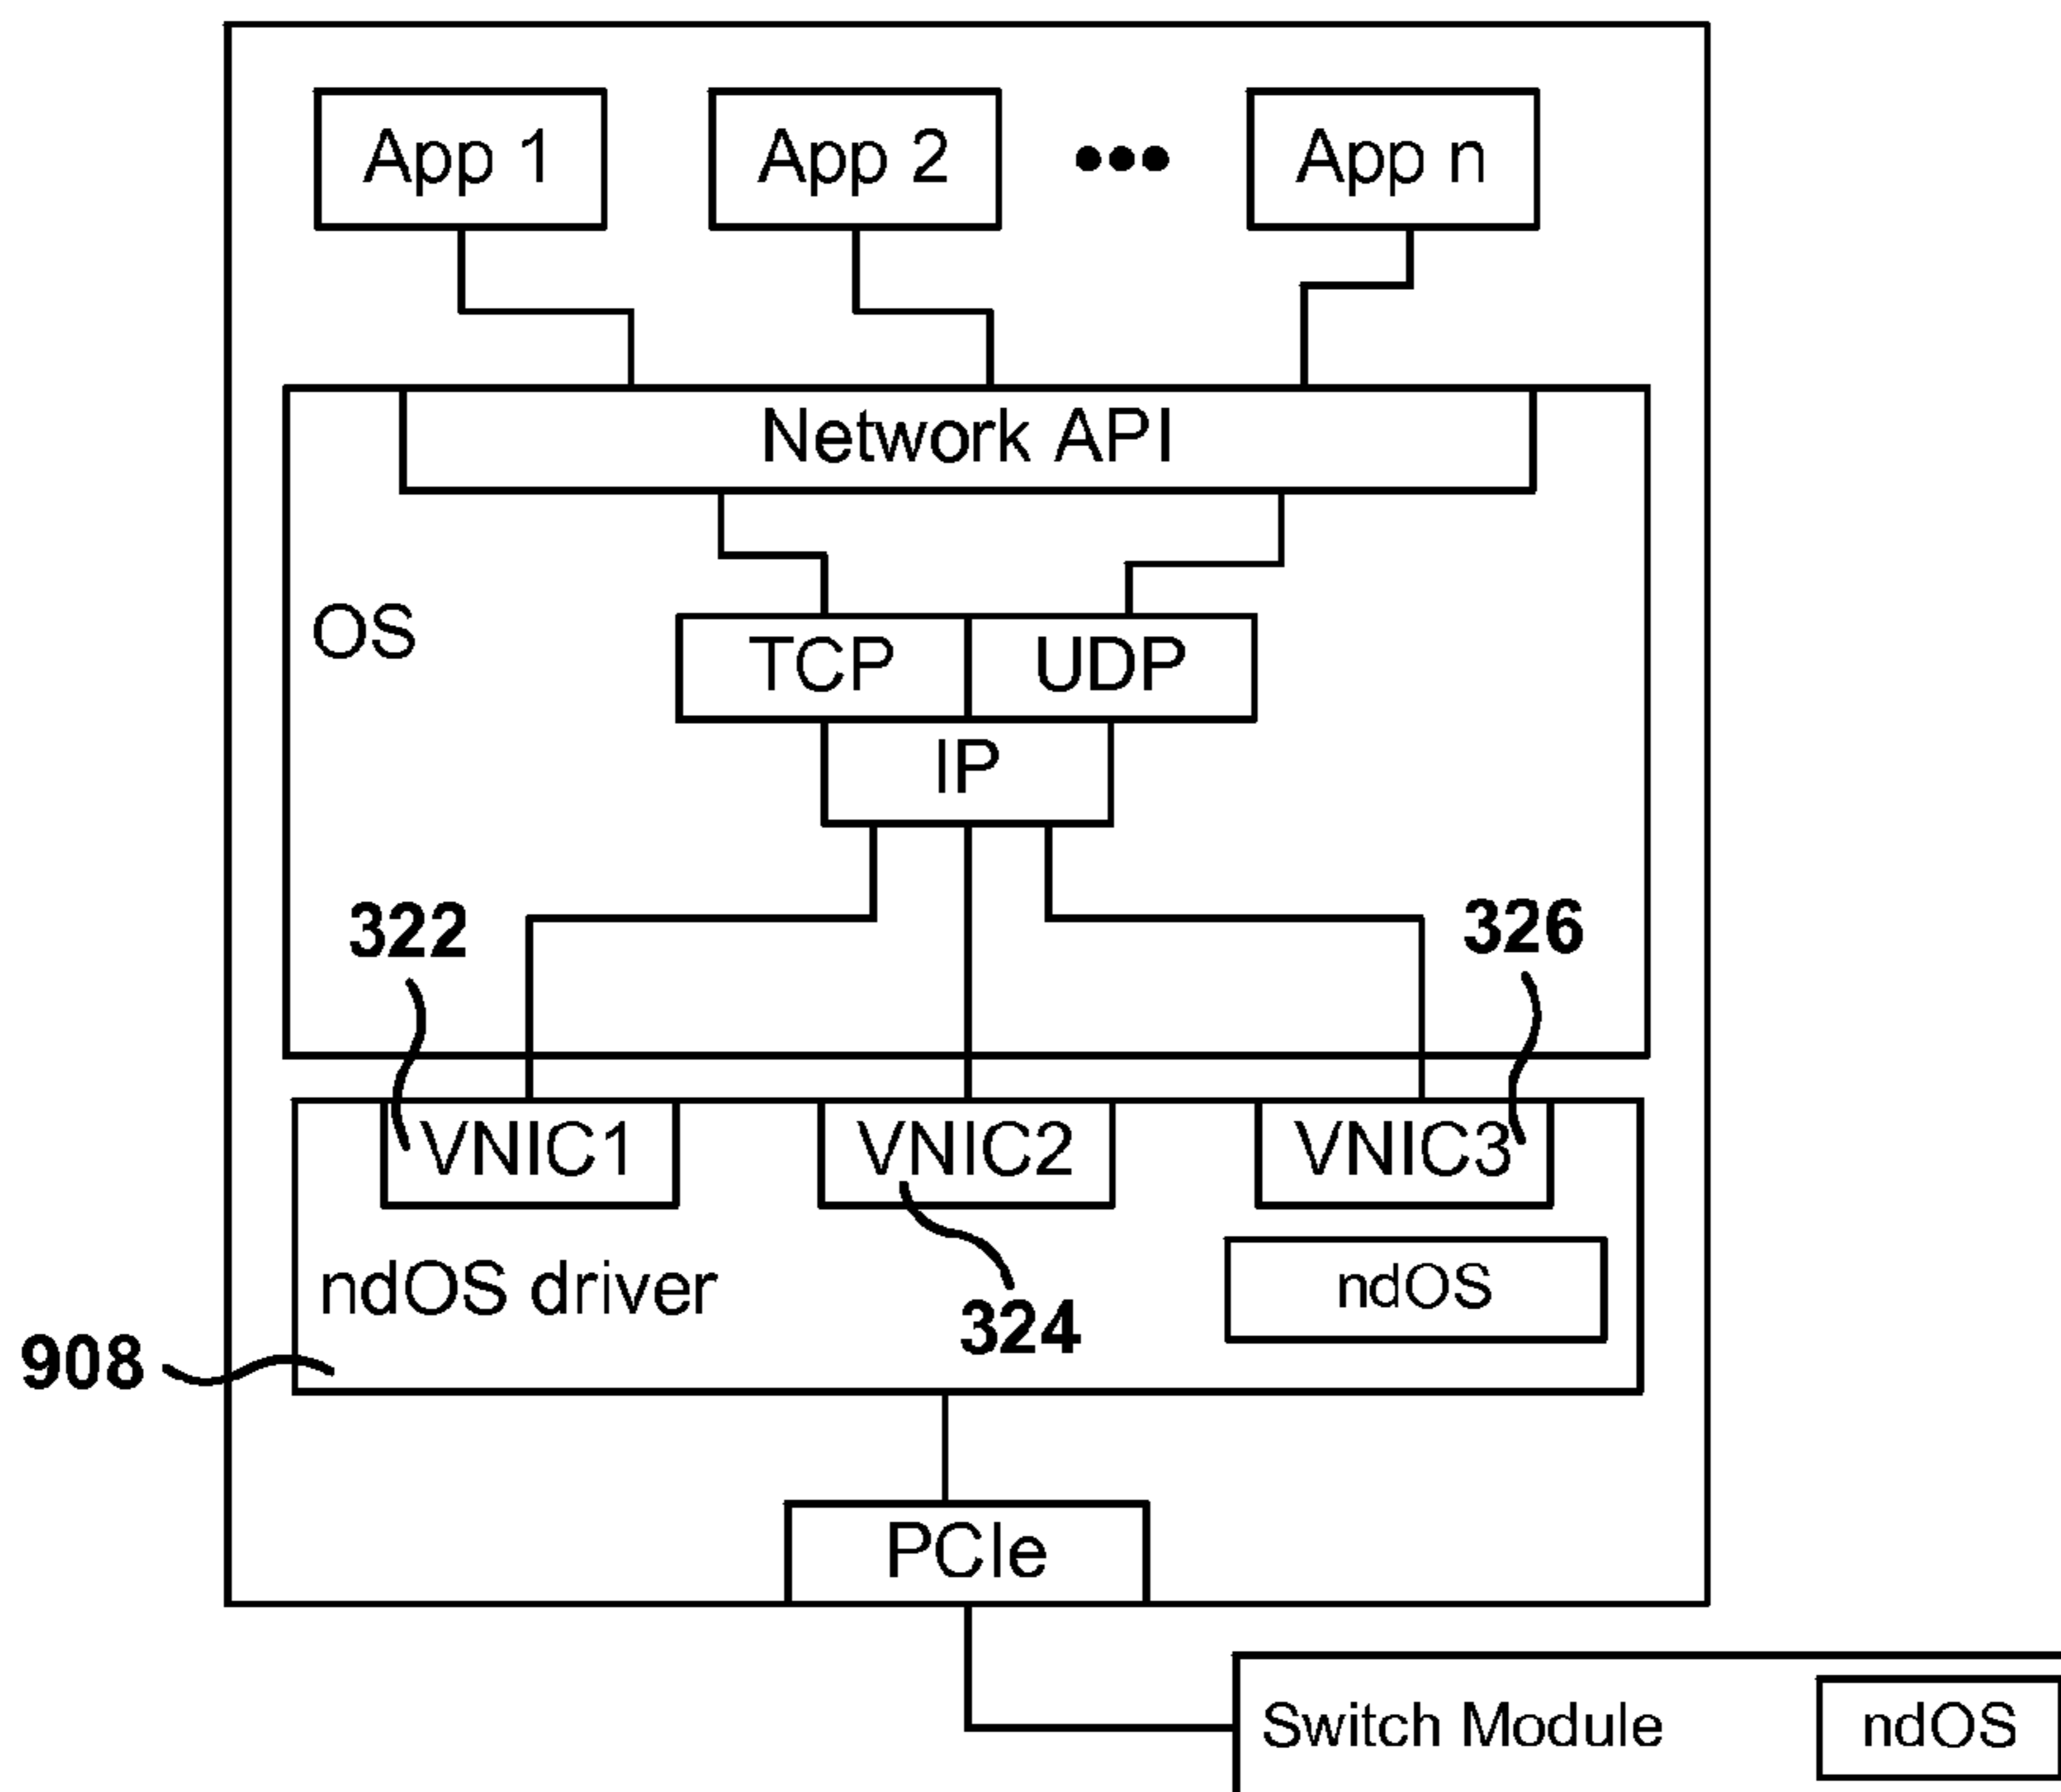 App 1
App 2
App n
Network API
OS
TCP
UDP
IP
322
326
VNIC1
VNIC2
VNIC3
ndOS driver
ndOS
324
908
PCIe
Switch Module
ndOS